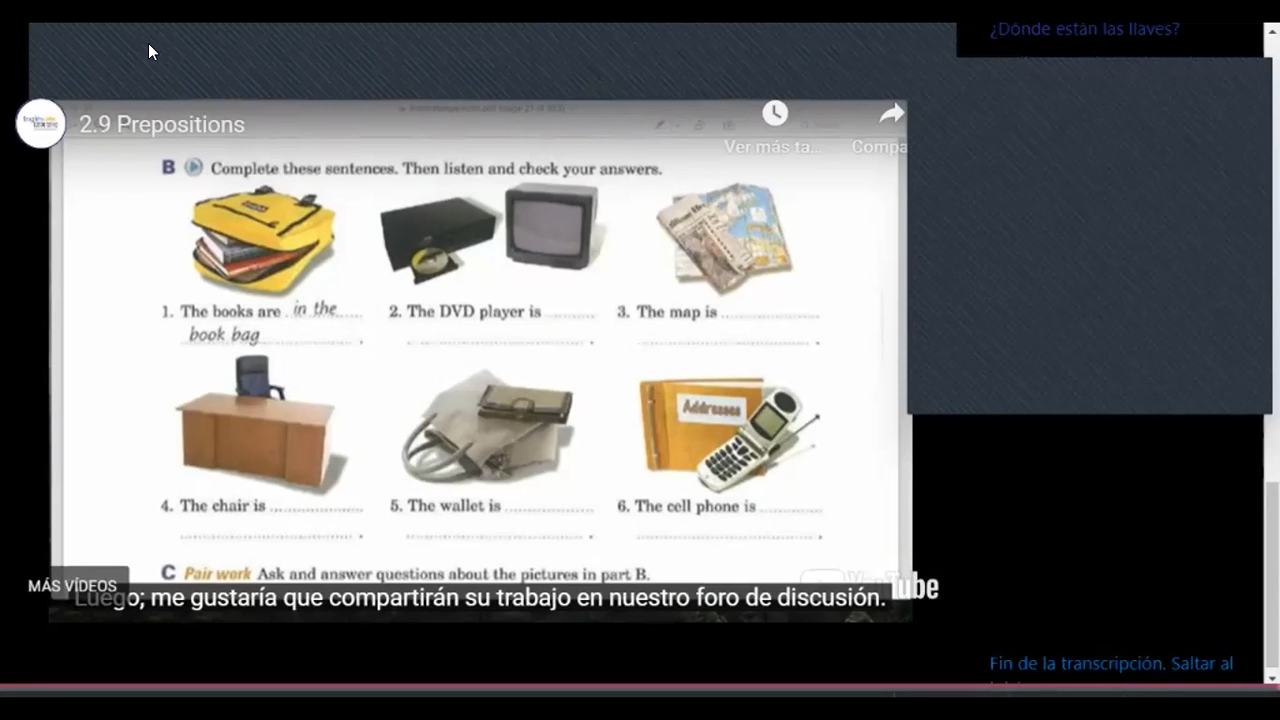 ¿Dónde están las llaves?
2.9 Prepositions
Ver más ta...
Compa
B Complete these sentences. Then listen and check your answers.
1. The books are in the
book bag.
2. The DVD player is
3. The map is
Addresses
4. The chair is
5. The wallet is
6. The cell phone is
C Pair work Ask and answer questions about the pictures in part B.
MÁS VÍDEOS
YouTube
Luego; me gustaría que compartirán su trabajo en nuestro foro de discusión.
Fin de la transcripción. Saltar al